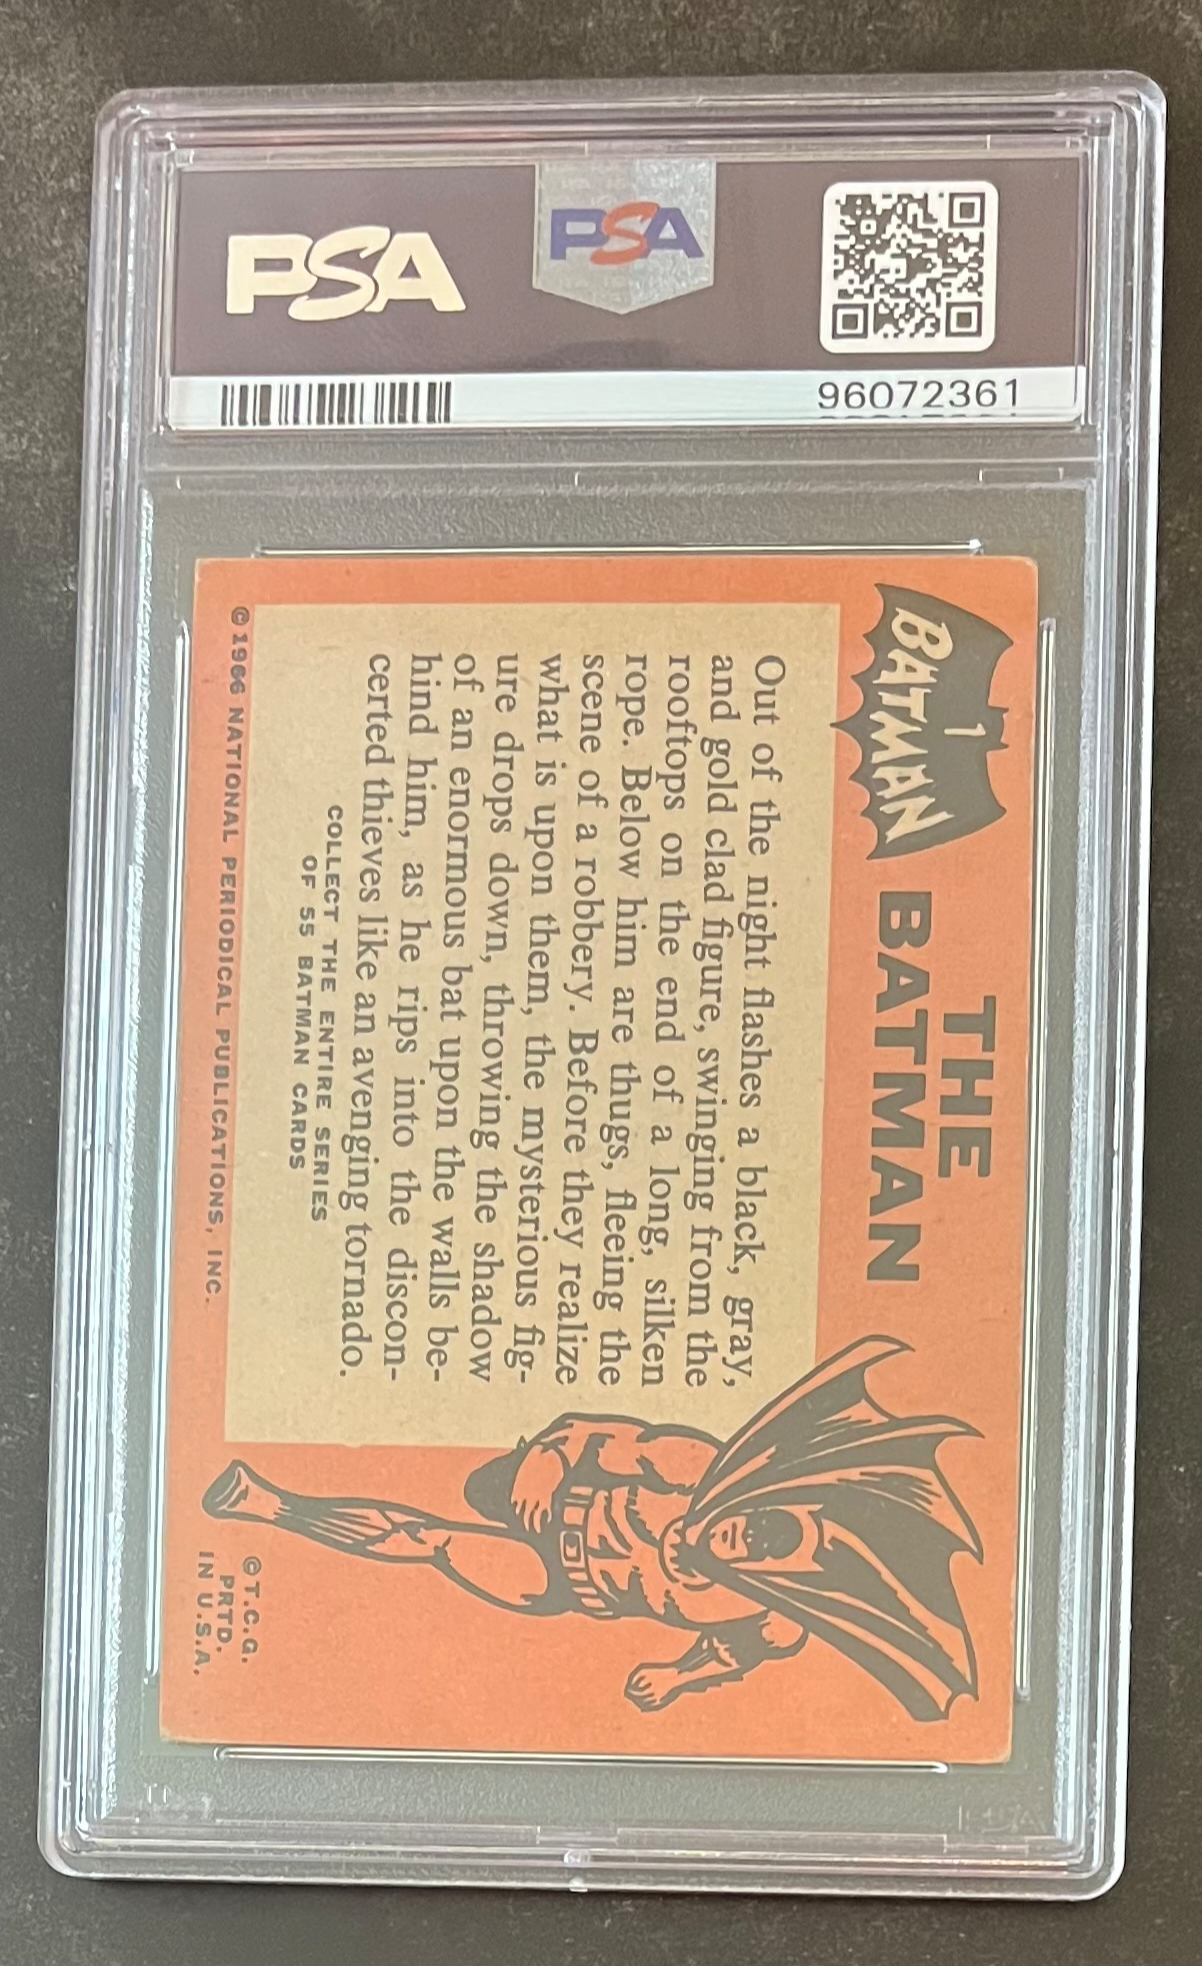 PSA
PSA
96072361
1
BATMAN
THE
BATMAN
Out of the night flashes a black, gray,
and gold clad figure, swinging from the
rooftops on the end of a long, silken
rope. Below him are thugs, fleeing the
scene of a robbery. Before they realize
what is upon them, the mysterious fig-
ure drops down, throwing the shadow
of an enormous bat upon the walls be-
hind him, as he rips into the discon-
certed thieves like an avenging tornado.
COLLECT THE ENTIRE SERIES
OF 55 BATMAN CARDS
© 1966 NATIONAL PERIODICAL PUBLICATIONS, INC.
© T.C.G.
PRTD.
IN U.S.A.